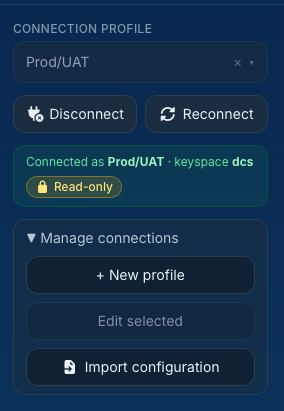 CONNECTION PROFILE
Prod/UAT × ▾
Disconnect
Reconnect
Connected as Prod/UAT · keyspace dcs
Read-only
▼ Manage connections
+ New profile
Edit selected
Import configuration